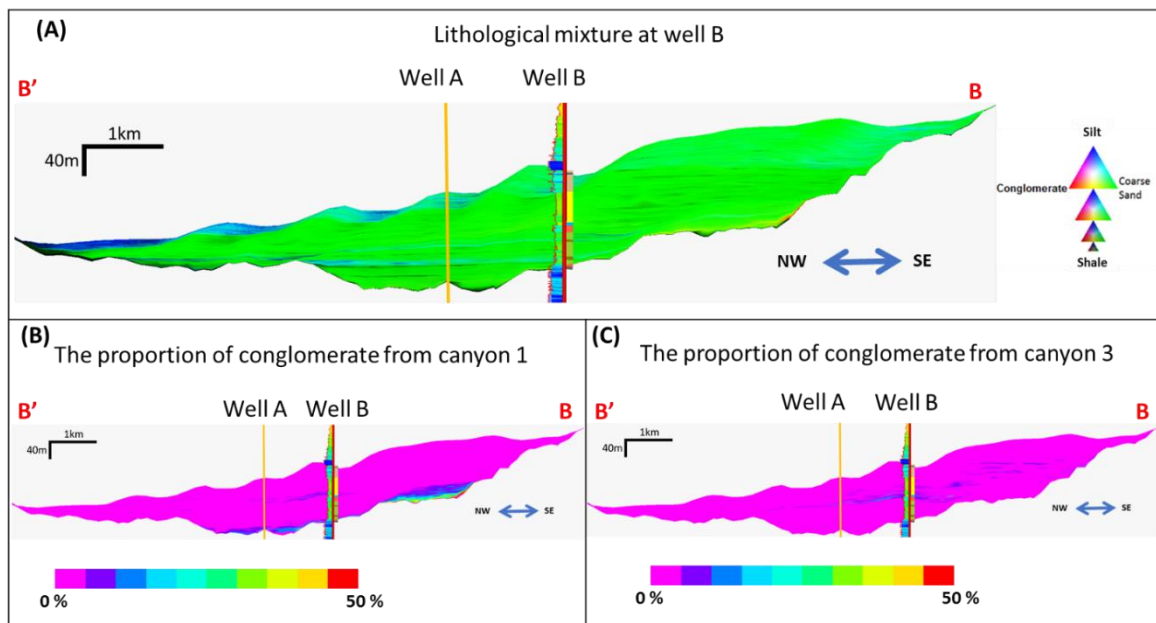 (A)
Lithological mixture at well B
Well A Well B
B’ B
1km
40m
Silt
Conglomerate Coarse
Sand
Shale
NW SE
(B)
The proportion of conglomerate from canyon 1
Well A Well B
B’ B
1km
40m
NW SE
0 % 50 %
(C)
The proportion of conglomerate from canyon 3
Well A Well B
B’ B
1km
40m
NW SE
0 % 50 %